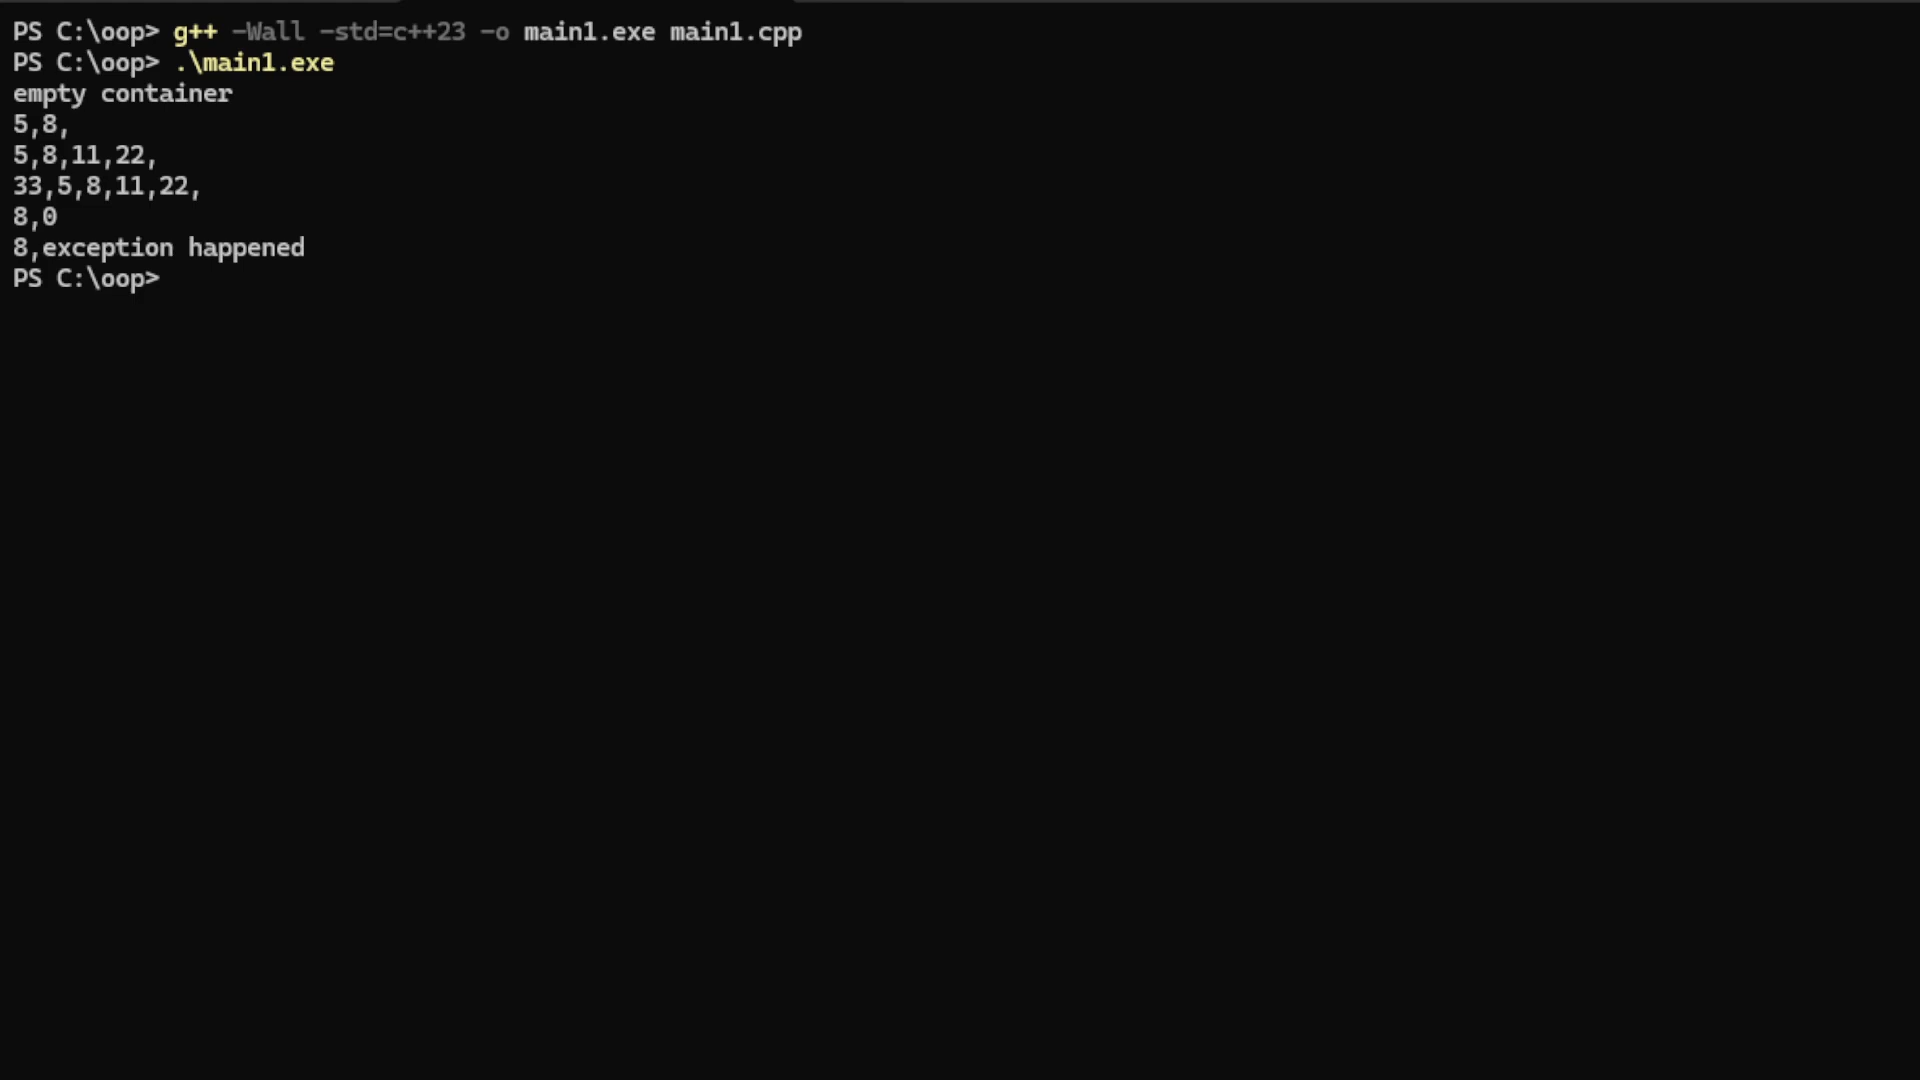 PS C:\oop> g++ -Wall -std=c++23 -o main1.exe main1.cpp
PS C:\oop> .\main1.exe
empty container
5,8,
5,8,11,22,
33,5,8,11,22,
8,0
8,exception happened
PS C:\oop>